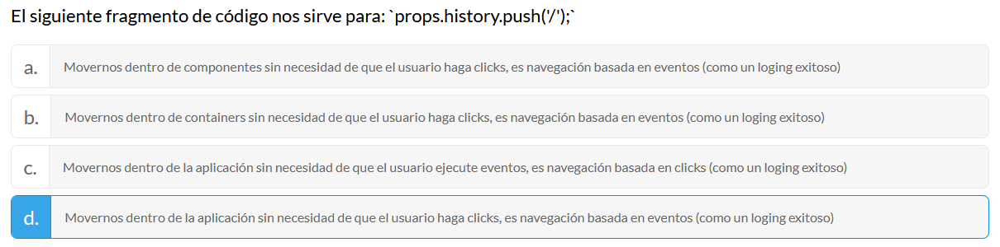 El siguiente fragmento de código nos sirve para: `props.history.push('/');`
a. Movernos dentro de componentes sin necesidad de que el usuario haga clicks, es navegación basada en eventos (como un loging exitoso)
b. Movernos dentro de containers sin necesidad de que el usuario haga clicks, es navegación basada en eventos (como un loging exitoso)
c. Movernos dentro de la aplicación sin necesidad de que el usuario ejecute eventos, es navegación basada en clicks (como un loging exitoso)
d. Movernos dentro de la aplicación sin necesidad de que el usuario haga clicks, es navegación basada en eventos (como un loging exitoso)